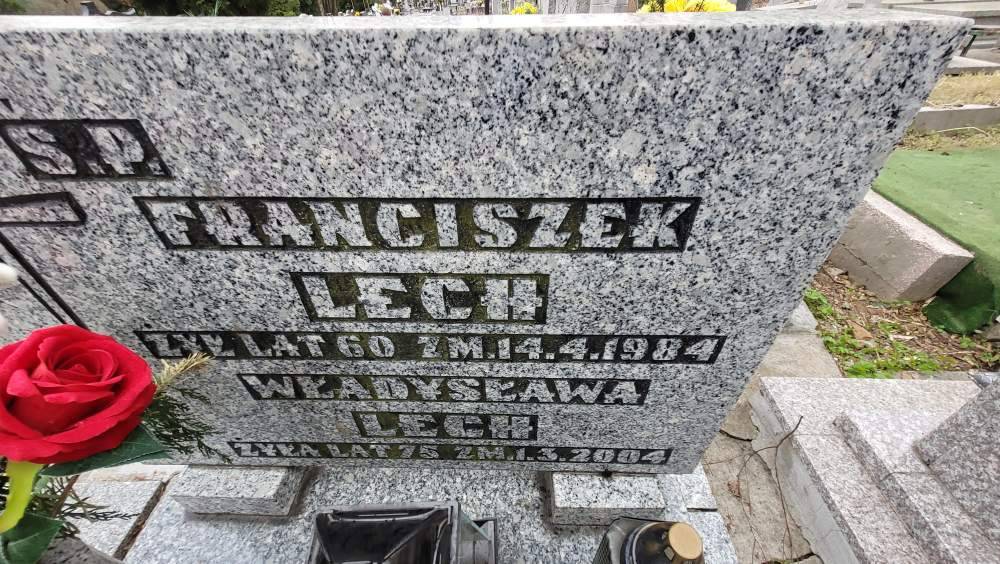 S.P.
FRANCISZEK
LECH
ŻYŁ LAT 60 ZM.14.4.1984
WŁADYSŁAWA
LECH
ŻYŁA LAT 75 ZM.1.3.2004